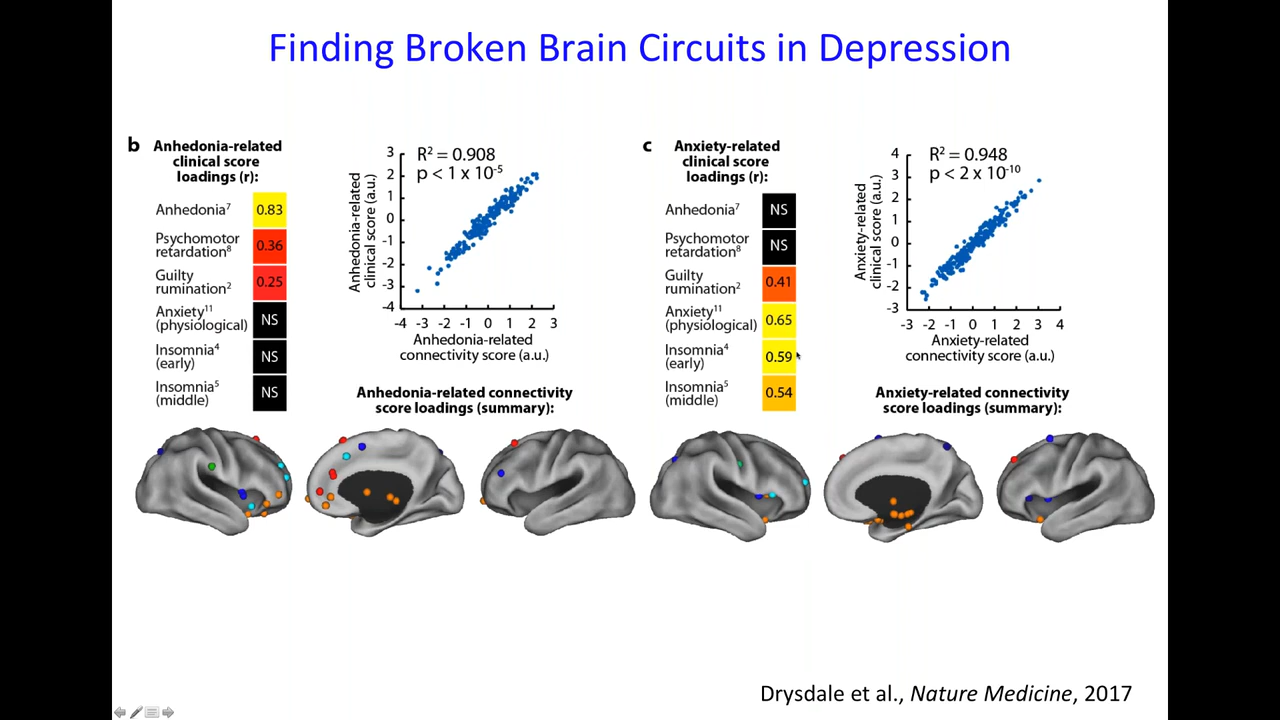 Finding Broken Brain Circuits in Depression
b
Anhedonia-related
clinical score
loadings (r):
Anhedonia⁷ 0.83
Psychomotor
retardation⁸ 0.36
Guilty
rumination² 0.25
Anxiety¹¹
(physiological) NS
Insomnia⁴
(early) NS
Insomnia⁵
(middle) NS
Anhedonia-related
clinical score (a.u.)
R² = 0.908
p < 1 x 10⁻⁵
3
2
1
0
-1
-2
-3
-4
-4 -3 -2 -1 0 1 2 3
Anhedonia-related
connectivity score (a.u.)
Anhedonia-related connectivity
score loadings (summary):
c
Anxiety-related
clinical score
loadings (r):
Anhedonia⁷ NS
Psychomotor
retardation⁸ NS
Guilty
rumination² 0.41
Anxiety¹¹
(physiological) 0.65
Insomnia⁴
(early) 0.59
Insomnia⁵
(middle) 0.54
Anxiety-related
clinical score (a.u.)
R² = 0.948
p < 2 x 10⁻¹⁰
4
3
2
1
0
-1
-2
-3
-3 -2 -1 0 1 2 3 4
Anxiety-related
connectivity score (a.u.)
Anxiety-related connectivity
score loadings (summary):
Drysdale et al., Nature Medicine, 2017